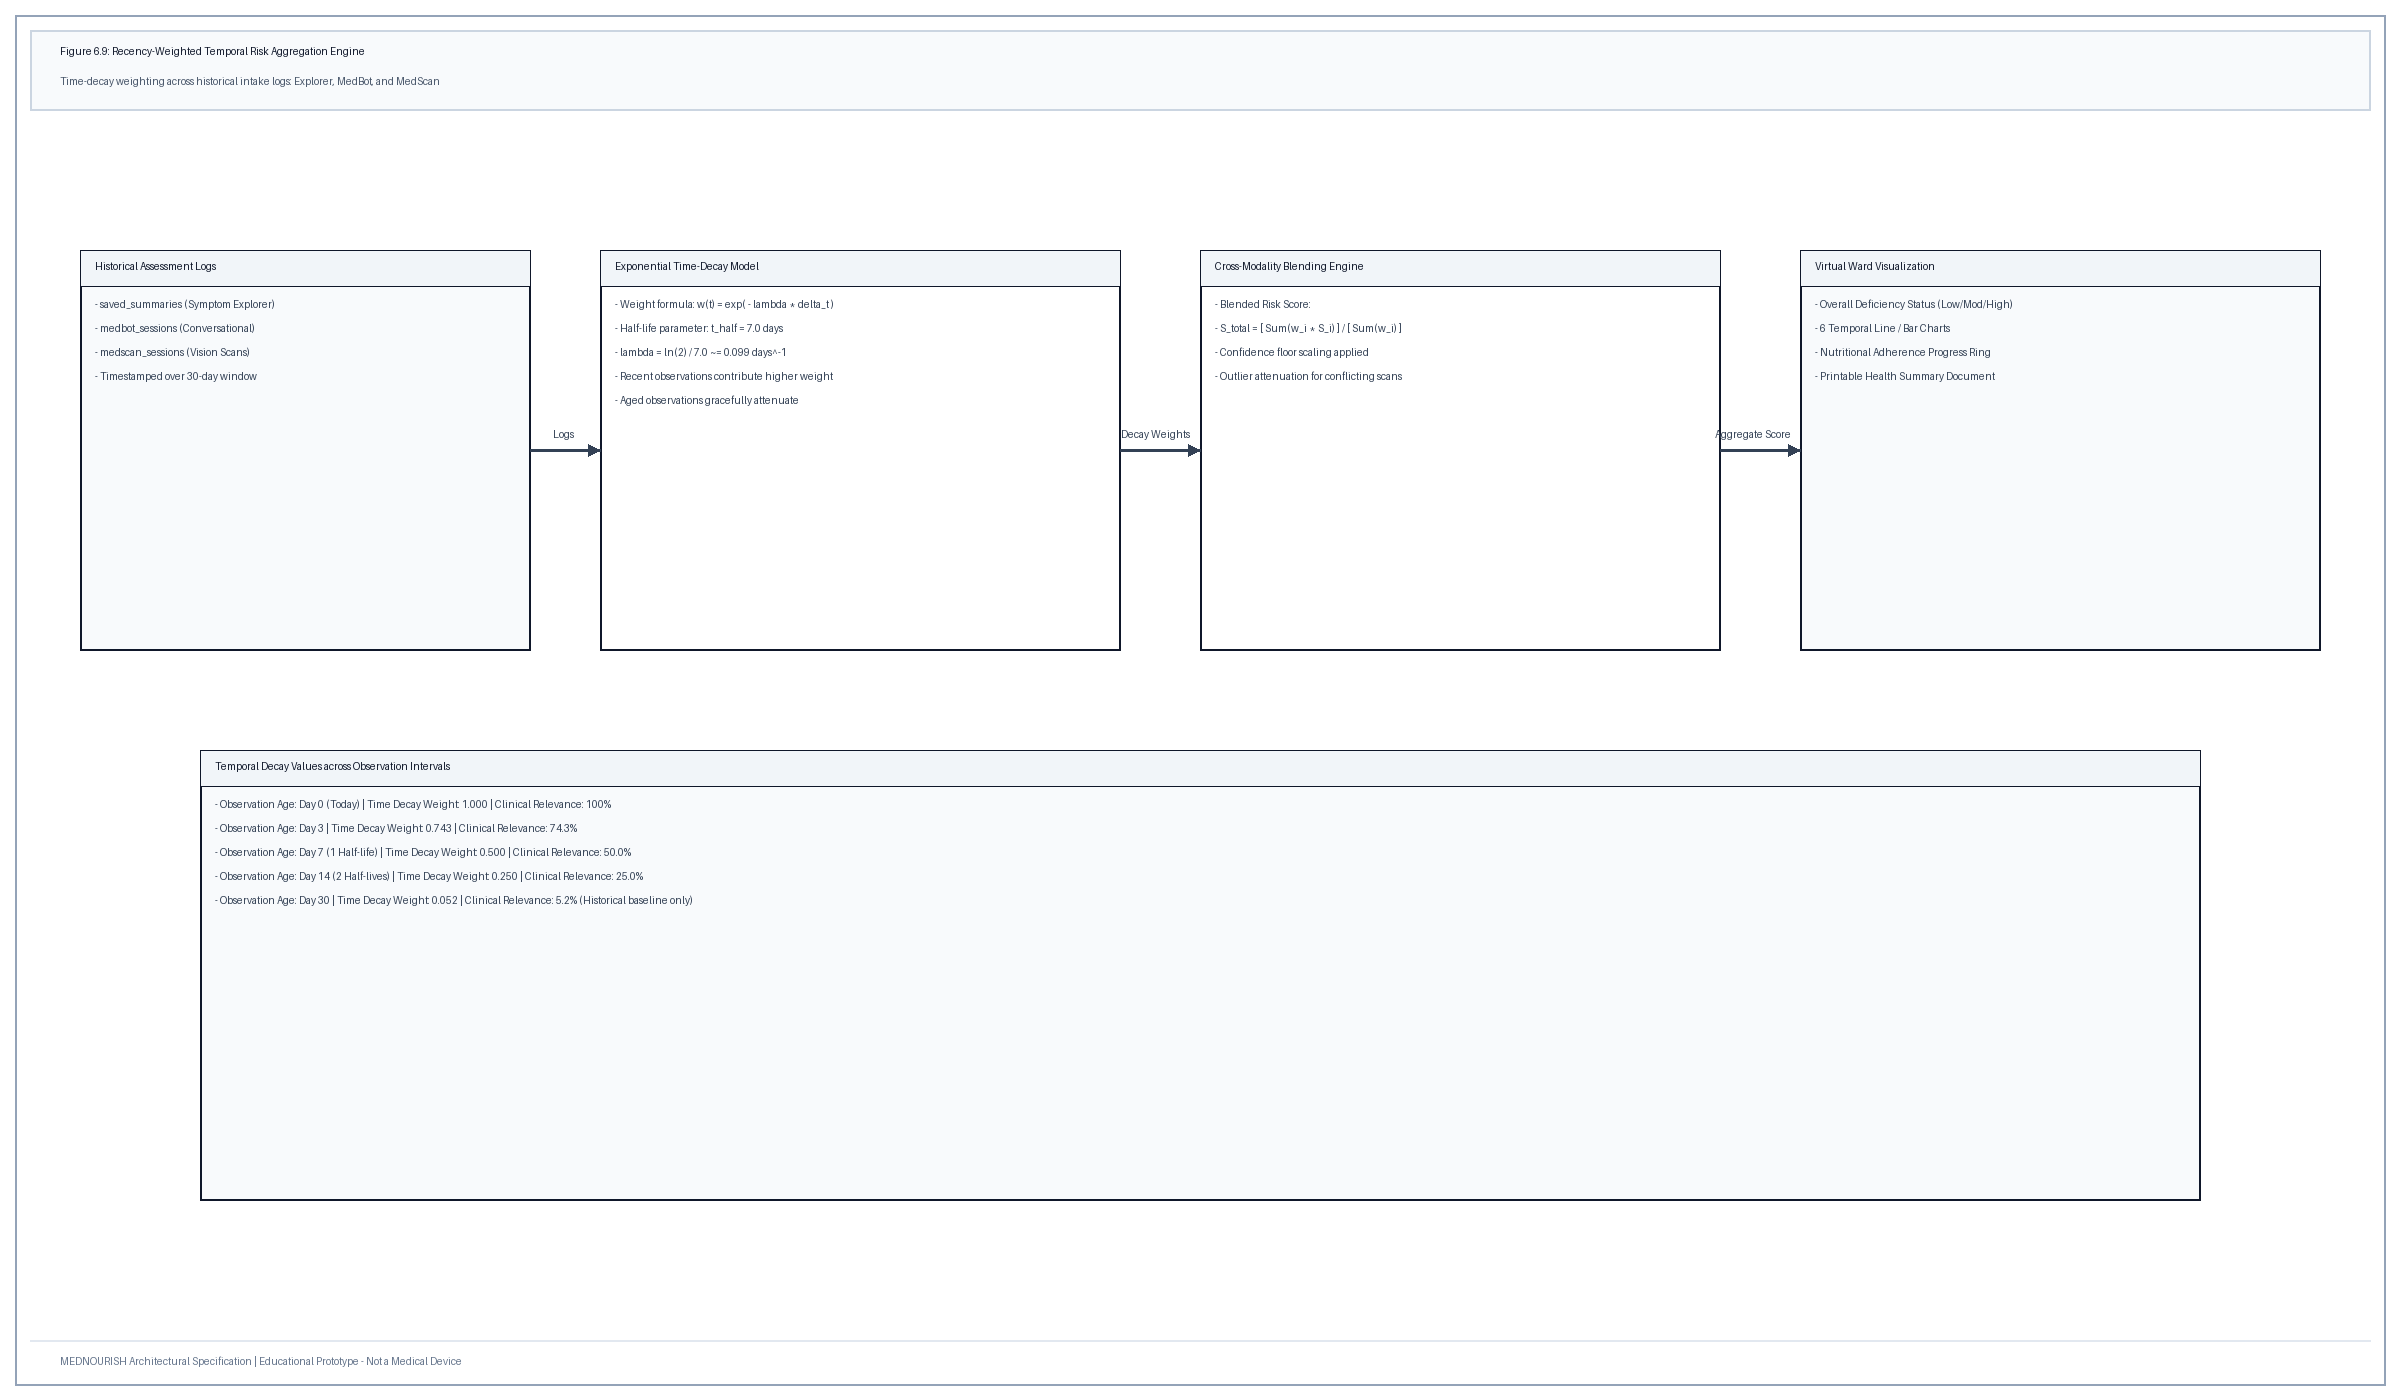 Figure 6.9: Recency-Weighted Temporal Risk Aggregation Engine
Time-decay weighting across historical intake logs: Explorer, MedBot, and MedScan
Historical Assessment Logs
- saved_summaries (Symptom Explorer)
- medbot_sessions (Conversational)
- medscan_sessions (Vision Scans)
- Timestamped over 30-day window
Logs
Exponential Time-Decay Model
- Weight formula: w(t) = exp( - lambda * delta_t )
- Half-life parameter: t_half = 7.0 days
- lambda = ln(2) / 7.0 ~= 0.099 days^-1
- Recent observations contribute higher weight
- Aged observations gracefully attenuate
Decay Weights
Cross-Modality Blending Engine
- Blended Risk Score:
- S_total = [ Sum(w_i * S_i) ] / [ Sum(w_i) ]
- Confidence floor scaling applied
- Outlier attenuation for conflicting scans
Aggregate Score
Virtual Ward Visualization
- Overall Deficiency Status (Low/Mod/High)
- 6 Temporal Line / Bar Charts
- Nutritional Adherence Progress Ring
- Printable Health Summary Document
Temporal Decay Values across Observation Intervals
- Observation Age: Day 0 (Today) | Time Decay Weight: 1.000 | Clinical Relevance: 100%
- Observation Age: Day 3 | Time Decay Weight: 0.743 | Clinical Relevance: 74.3%
- Observation Age: Day 7 (1 Half-life) | Time Decay Weight: 0.500 | Clinical Relevance: 50.0%
- Observation Age: Day 14 (2 Half-lives) | Time Decay Weight: 0.250 | Clinical Relevance: 25.0%
- Observation Age: Day 30 | Time Decay Weight: 0.052 | Clinical Relevance: 5.2% (Historical baseline only)
MEDNOURISH Architectural Specification | Educational Prototype - Not a Medical Device